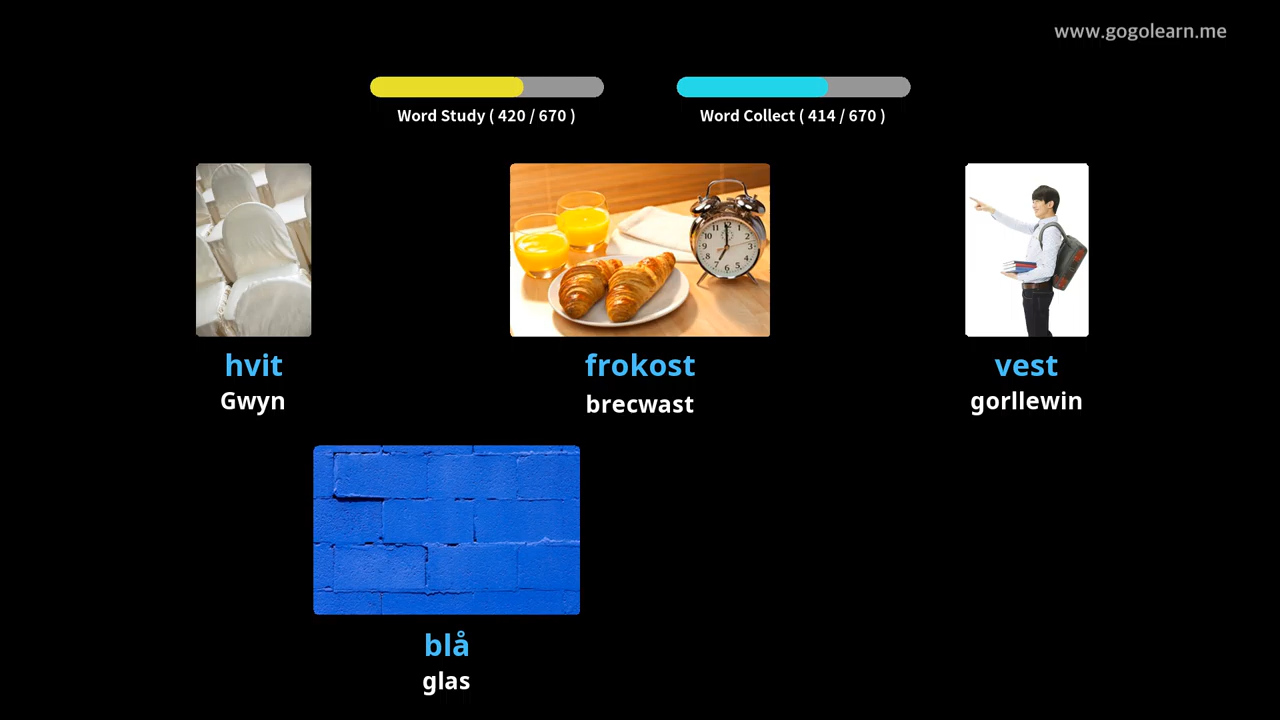 www.gogolearn.me
Word Study ( 420 / 670 )
Word Collect ( 414 / 670 )
hvit
Gwyn
frokost
brecwast
vest
gorllewin
blå
glas